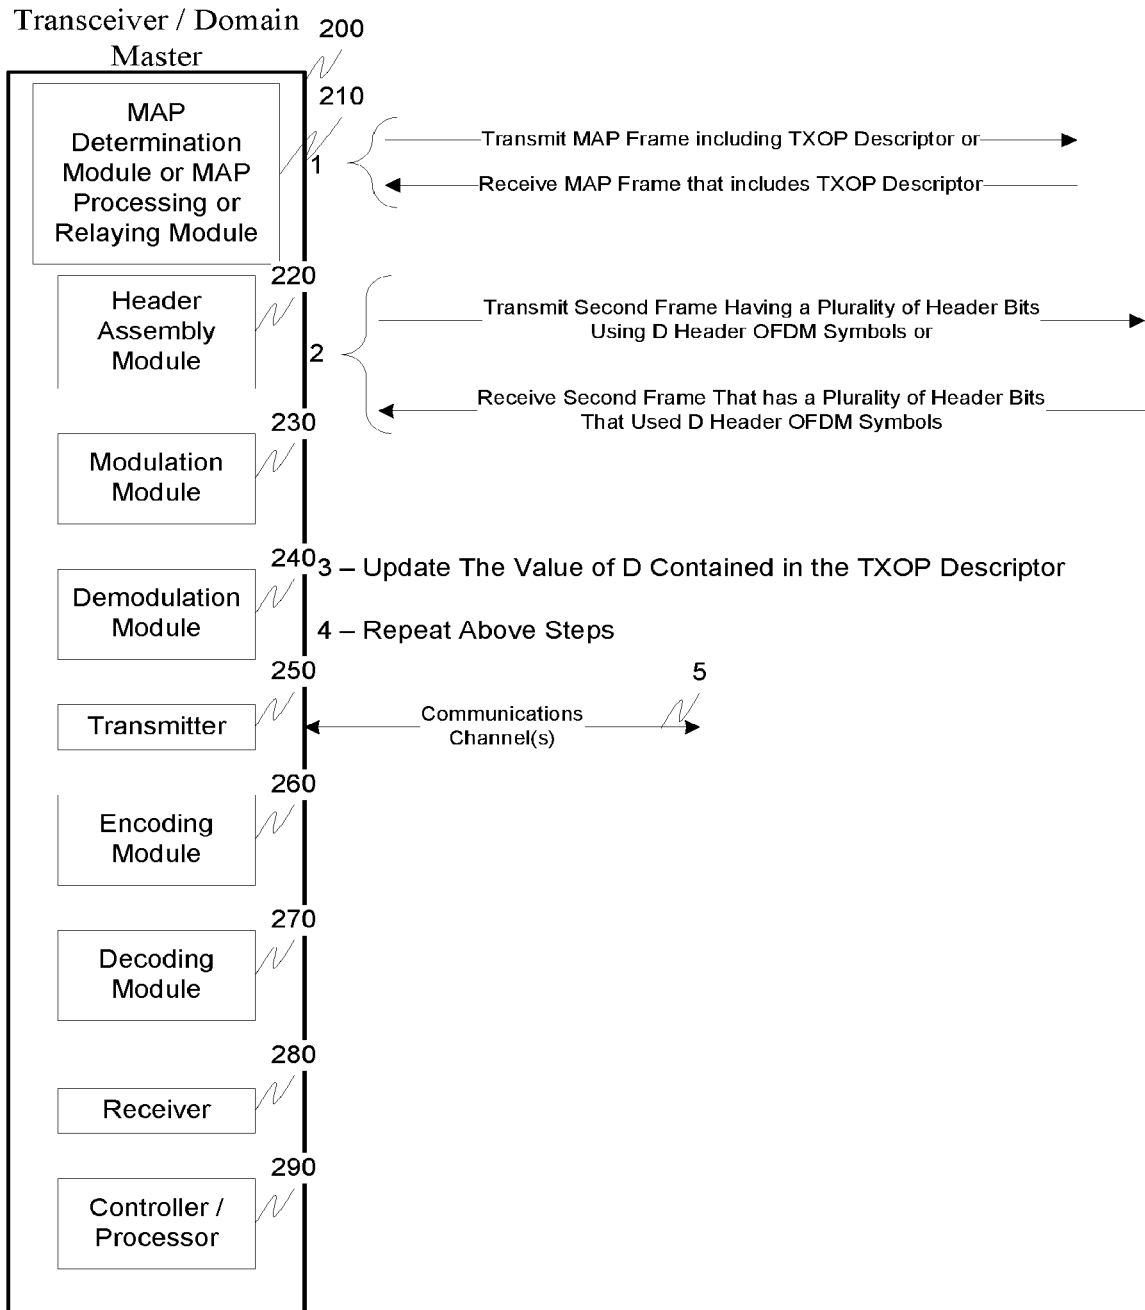 Transceiver / Domain
Master
200
210
MAP
Determination
Module or MAP
Processing or
Relaying Module
1
Transmit MAP Frame including TXOP Descriptor or
Receive MAP Frame that includes TXOP Descriptor
220
Header
Assembly
Module
2
Transmit Second Frame Having a Plurality of Header Bits
Using D Header OFDM Symbols or
Receive Second Frame That has a Plurality of Header Bits
That Used D Header OFDM Symbols
230
Modulation
Module
240
3 – Update The Value of D Contained in the TXOP Descriptor
Demodulation
Module
4 – Repeat Above Steps
250
5
Transmitter
Communications
Channel(s)
260
Encoding
Module
270
Decoding
Module
280
Receiver
290
Controller /
Processor